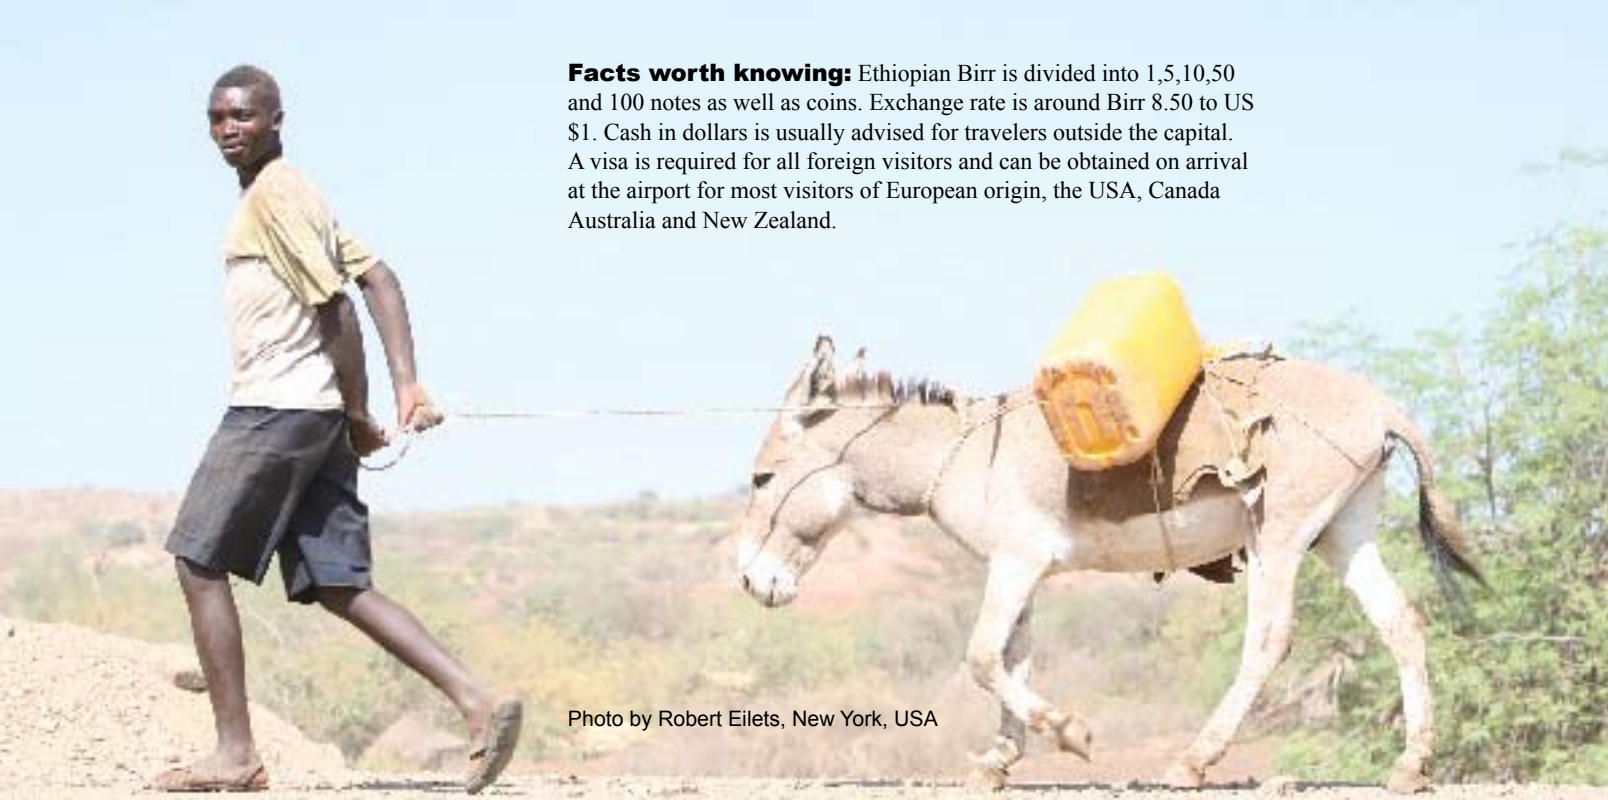 Facts worth knowing: Ethiopian Birr is divided into 1,5,10,50
and 100 notes as well as coins. Exchange rate is around Birr 8.50 to US
$1. Cash in dollars is usually advised for travelers outside the capital.
A visa is required for all foreign visitors and can be obtained on arrival
at the airport for most visitors of European origin, the USA, Canada
Australia and New Zealand.
Photo by Robert Eilets, New York, USA